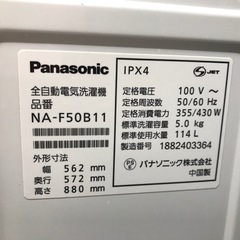 Panasonic
全自動電気洗濯機
品番
NA-F50B11
外形寸法
幅 562 mm
奥行 572 mm
高さ 880 mm
IPX4
JET
定格電圧 100 V ～
定格周波数 50/60 Hz
定格消費電力 355/430 W
標準洗濯容量 5.0 kg
標準使用水量 114 L
製造番号 1882403364
PS E
パナソニック株式会社
中国製